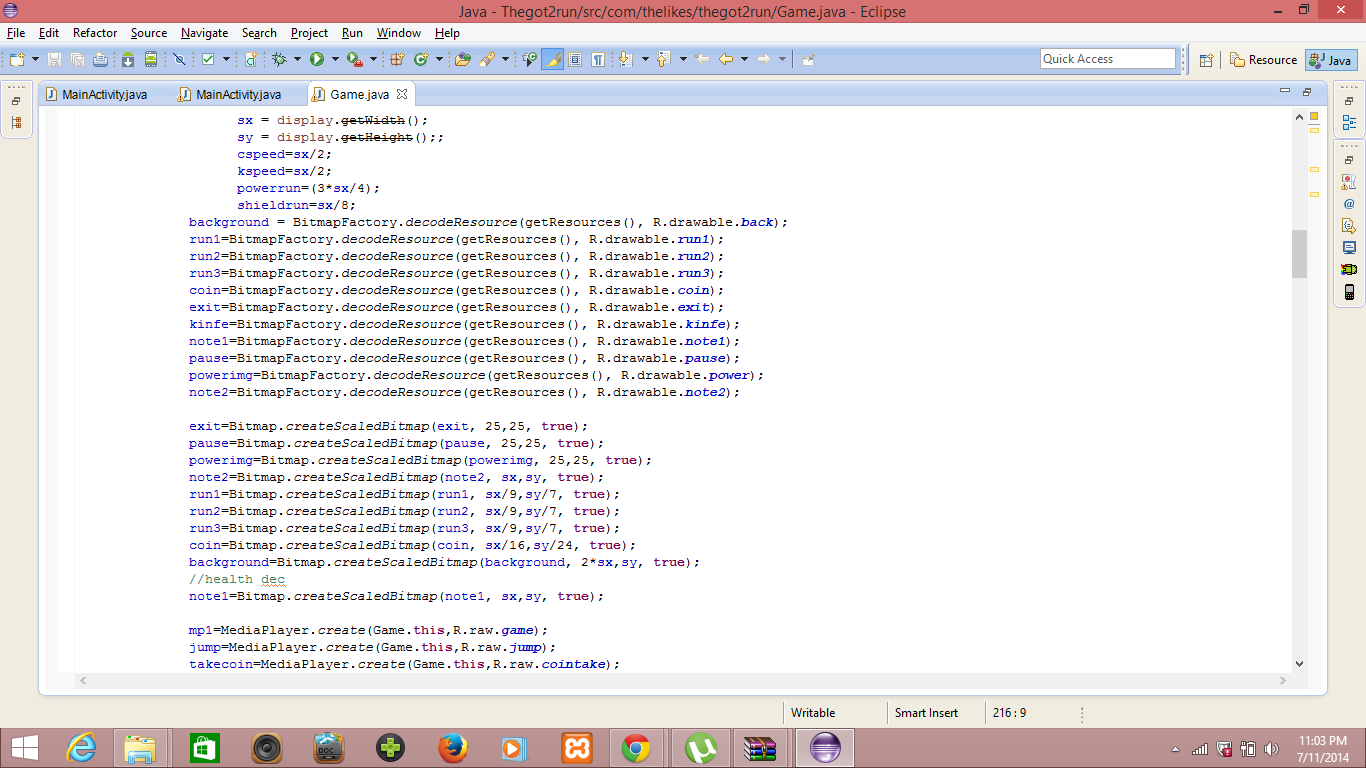 Java - Thegot2run/src/com/thelikes/thegot2run/Game.java - Eclipse
File Edit Refactor Source Navigate Search Project Run Window Help
Quick Access
Resource
Java
MainActivity.java
MainActivity.java
Game.java
sx = display.getWidth();
sy = display.getHeight();;
cspeed=sx/2;
kspeed=sx/2;
powerrun=(3*sx/4);
shieldrun=sx/8;
background = BitmapFactory.decodeResource(getResources(), R.drawable.back);
run1=BitmapFactory.decodeResource(getResources(), R.drawable.run1);
run2=BitmapFactory.decodeResource(getResources(), R.drawable.run2);
run3=BitmapFactory.decodeResource(getResources(), R.drawable.run3);
coin=BitmapFactory.decodeResource(getResources(), R.drawable.coin);
exit=BitmapFactory.decodeResource(getResources(), R.drawable.exit);
kinfe=BitmapFactory.decodeResource(getResources(), R.drawable.kinfe);
note1=BitmapFactory.decodeResource(getResources(), R.drawable.note1);
pause=BitmapFactory.decodeResource(getResources(), R.drawable.pause);
powerimg=BitmapFactory.decodeResource(getResources(), R.drawable.power);
note2=BitmapFactory.decodeResource(getResources(), R.drawable.note2);
exit=Bitmap.createScaledBitmap(exit, 25,25, true);
pause=Bitmap.createScaledBitmap(pause, 25,25, true);
powerimg=Bitmap.createScaledBitmap(powerimg, 25,25, true);
note2=Bitmap.createScaledBitmap(note2, sx,sy, true);
run1=Bitmap.createScaledBitmap(run1, sx/9,sy/7, true);
run2=Bitmap.createScaledBitmap(run2, sx/9,sy/7, true);
run3=Bitmap.createScaledBitmap(run3, sx/9,sy/7, true);
coin=Bitmap.createScaledBitmap(coin, sx/16,sy/24, true);
background=Bitmap.createScaledBitmap(background, 2*sx,sy, true);
//health dec
note1=Bitmap.createScaledBitmap(note1, sx,sy, true);
mp1=MediaPlayer.create(Game.this,R.raw.game);
jump=MediaPlayer.create(Game.this,R.raw.jump);
takecoin=MediaPlayer.create(Game.this,R.raw.cointake);
Writable
Smart Insert
216 : 9
DOC
11:03 PM
7/11/2014